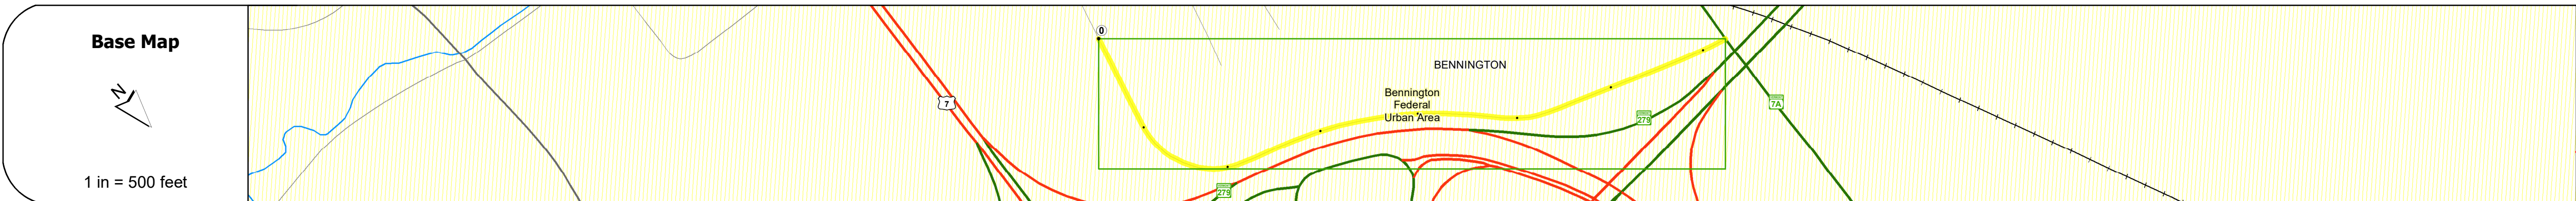 Base Map
N
1 in = 500 feet
7
0
BENNINGTON
Bennington
Federal
Urban Area
279
279
7A